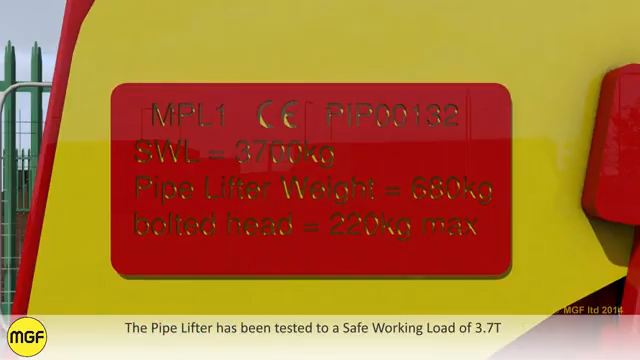 MPL1 CE PIP00132
SWL = 3700kg
Pipe Lifter Weight = 680kg
bolted head = 220kg max
© MGF ltd 2014
The Pipe Lifter has been tested to a Safe Working Load of 3.7T
MGF